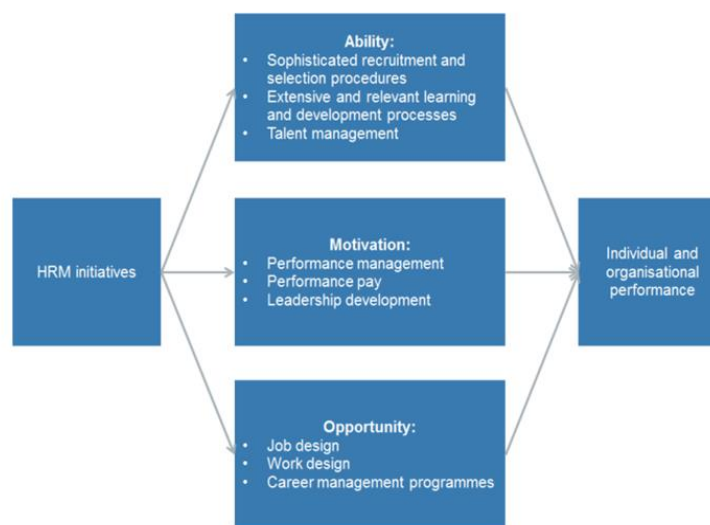 Ability:
• Sophisticated recruitment and
selection procedures
• Extensive and relevant learning
and development processes
• Talent management
HRM initiatives
Motivation:
• Performance management
• Performance pay
• Leadership development
Individual and
organisational
performance
Opportunity:
• Job design
• Work design
• Career management programmes